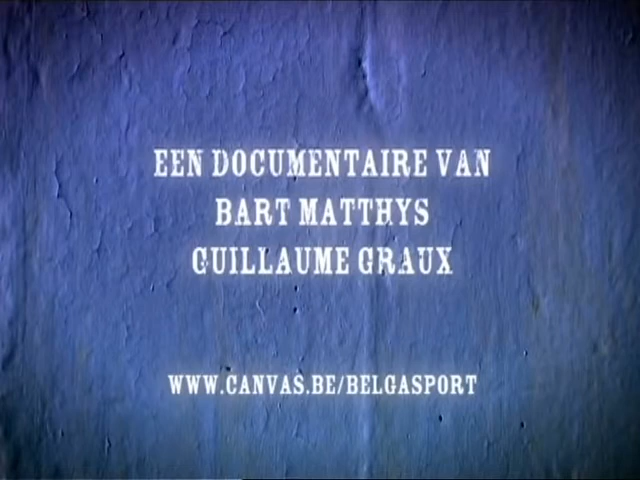 EEN DOCUMENTAIRE VAN
BART MATTHYS
GUILLAUME GRAUX
WWW.CANVAS.BE/BELGASPORT